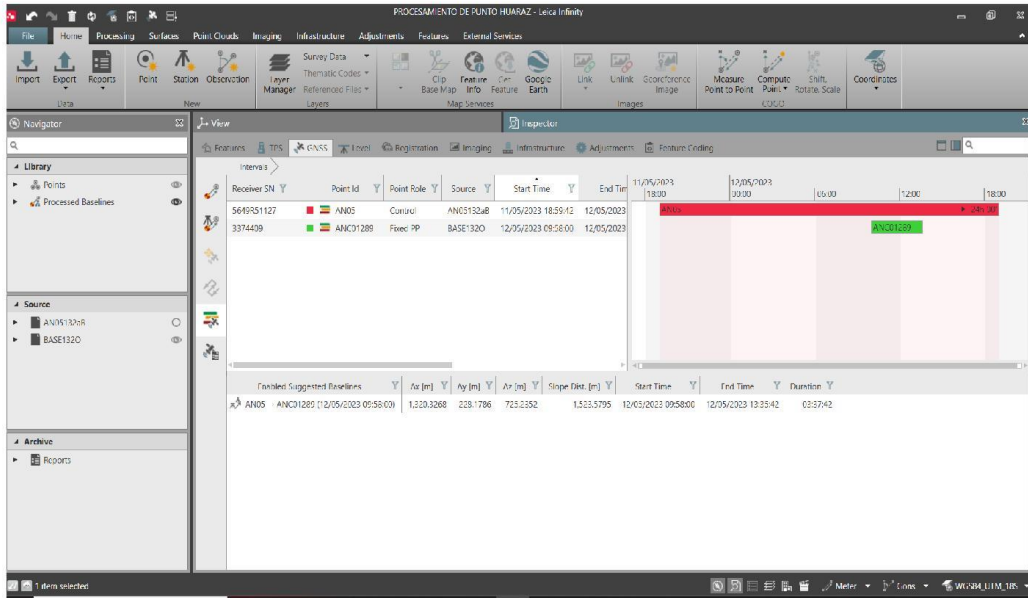 PROCESAMIENTO DE PUNTO HUARAZ - Leica Infinity
File Home Processing Surfaces Point Clouds Imaging Infrastructure Adjustments Features External Services
Survey Data
Thematic Codes
Referenced Files
Import Export Reports Point Station Observation Layer Manager Clip Base Map Feature Info Get Feature Google Earth Link Unlink Georeference Image Measure Point to Point Compute Point Shift, Rotate, Scale Coordinates
Data New Layers Map Services Images COGO
Navigator View Inspector
Features TPS GNSS Level Registration Imaging Infrastructure Adjustments Feature Coding
Library Intervals
Points
Processed Baselines
Receiver SN Point Id Point Role Source Start Time End Tim 11/05/2023 12/05/2023
18:00 00:00 06:00 12:00 18:00
5649R51127 AN05 Control AN05132aB 11/05/2023 18:59:42 12/05/2023 AN05
3374409 ANC01289 Fixed PP BASE132O 12/05/2023 09:58:00 12/05/2023 ANC01289
Source
AN05132aB
BASE132O
Enabled Suggested Baselines Δx [m] Δy [m] Δz [m] Slope Dist. [m] Start Time End Time Duration
AN05 - ANC01289 (12/05/2023 09:58:00) 1,320.3268 228.1786 12/05/2023 09:58:00 12/05/2023 13:35:42 03:37:42
Archive
Reports
1 item selected Meter Gons WGS84_UTM_18S